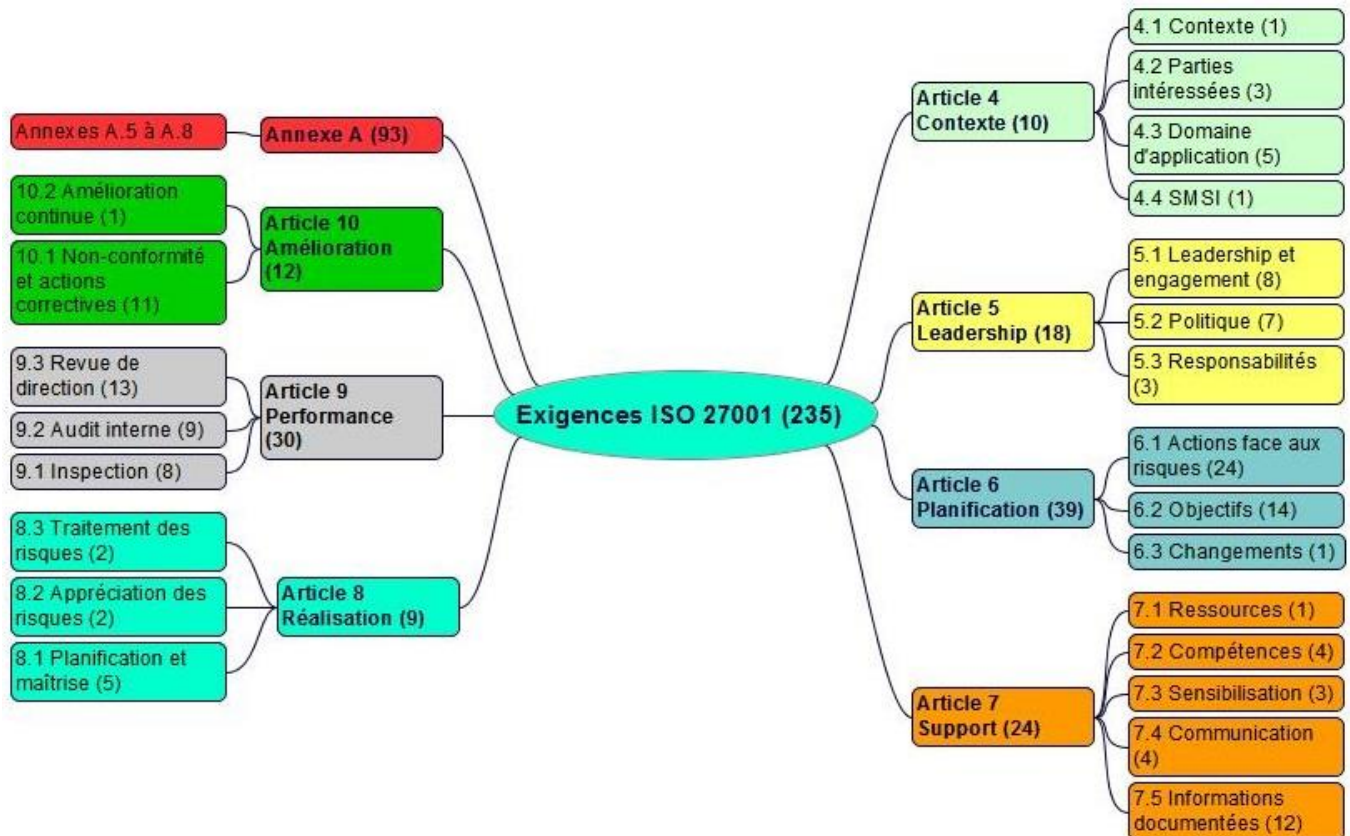 Exigences ISO 27001 (235)
Article 4
Contexte (10)
4.1 Contexte (1)
4.2 Parties
intéressées (3)
4.3 Domaine
d'application (5)
4.4 SMSI (1)
Article 5
Leadership (18)
5.1 Leadership et
engagement (8)
5.2 Politique (7)
5.3 Responsabilités
(3)
Article 6
Planification (39)
6.1 Actions face aux
risques (24)
6.2 Objectifs (14)
6.3 Changements (1)
Article 7
Support (24)
7.1 Ressources (1)
7.2 Compétences (4)
7.3 Sensibilisation (3)
7.4 Communication
(4)
7.5 Informations
documentées (12)
Article 8
Réalisation (9)
8.3 Traitement des
risques (2)
8.2 Appréciation des
risques (2)
8.1 Planification et
maîtrise (5)
Article 9
Performance
(30)
9.3 Revue de
direction (13)
9.2 Audit interne (9)
9.1 Inspection (8)
Article 10
Amélioration
(12)
10.2 Amélioration
continue (1)
10.1 Non-conformité
et actions
correctives (11)
Annexe A (93)
Annexes A.5 à A.8